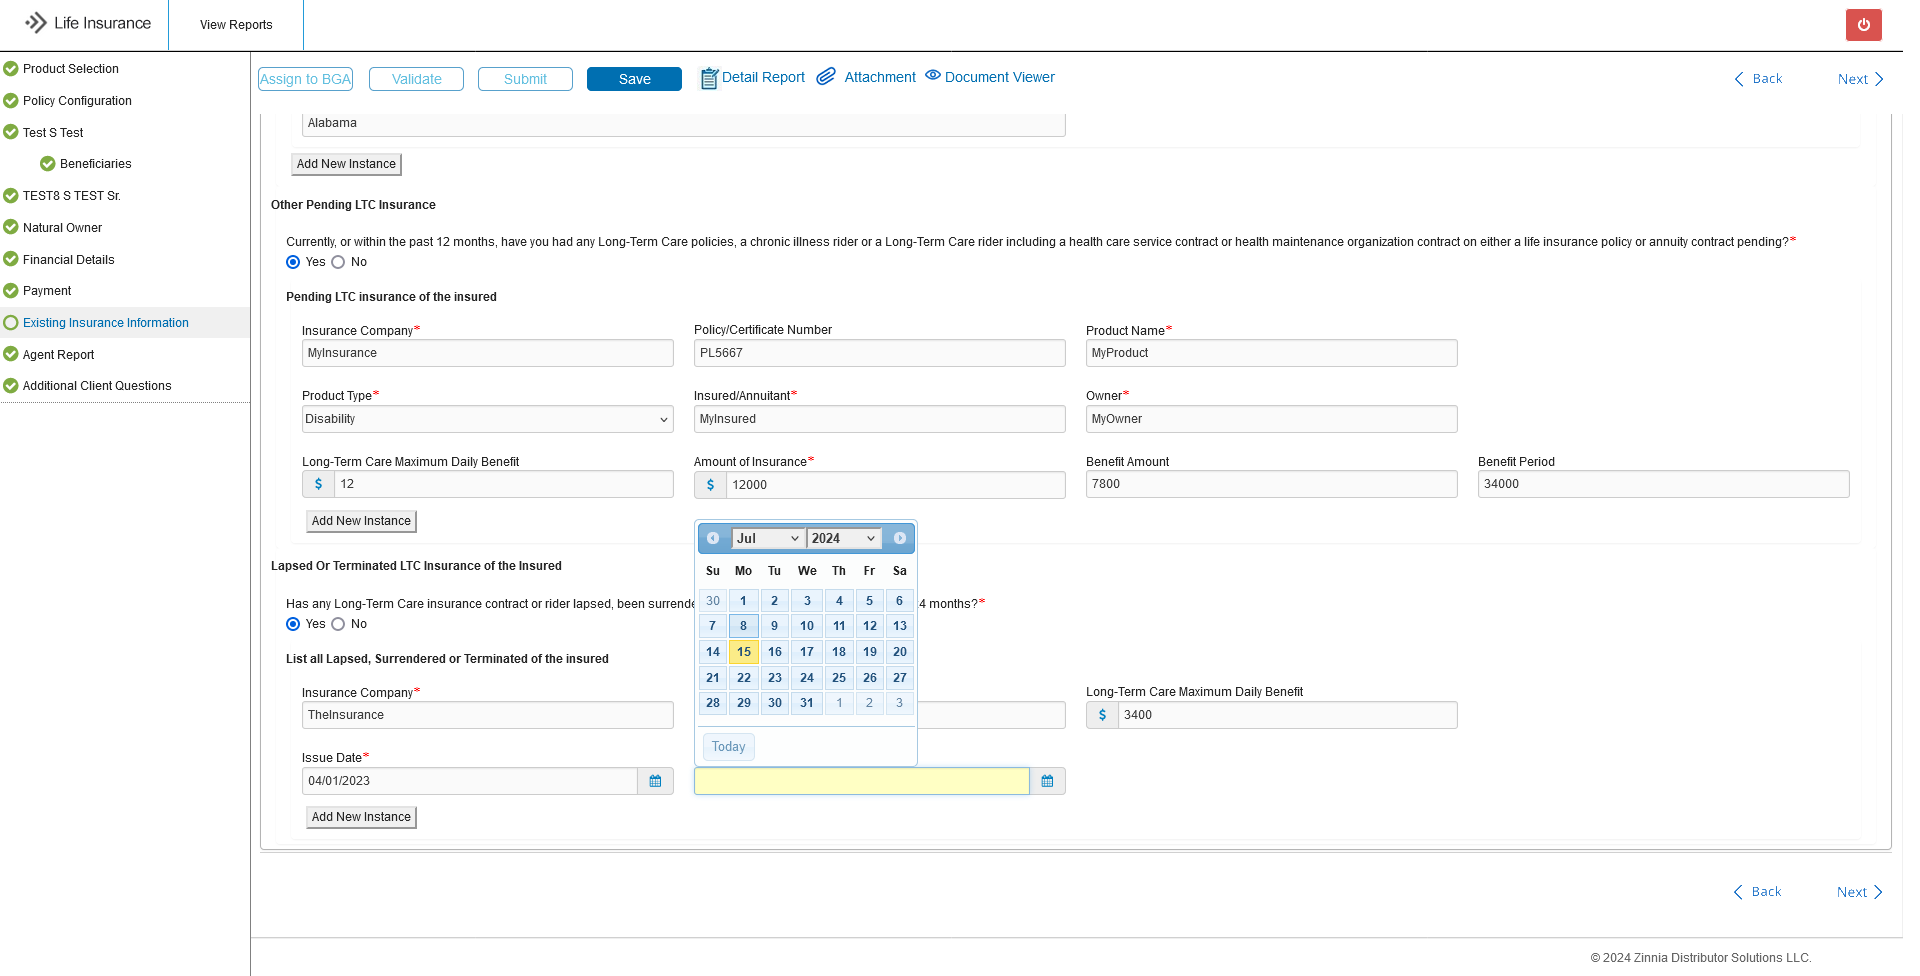 Life Insurance
View Reports
Product Selection
Policy Configuration
Test S Test
Beneficiaries
TEST8 S TEST Sr.
Natural Owner
Financial Details
Payment
Existing Insurance Information
Agent Report
Additional Client Questions
Assign to BGA Validate Submit Save Detail Report Attachment Document Viewer Back Next
Alabama
Add New Instance
Other Pending LTC Insurance
Currently, or within the past 12 months, have you had any Long-Term Care policies, a chronic illness rider or a Long-Term Care rider including a health care service contract or health maintenance organization contract on either a life insurance policy or annuity contract pending?*
Yes No
Pending LTC insurance of the insured
Insurance Company* Policy/Certificate Number Product Name*
MyInsurance PL5667 MyProduct
Product Type* Insured/Annuitant* Owner*
Disability MyInsured MyOwner
Long-Term Care Maximum Daily Benefit Amount of Insurance* Benefit Amount Benefit Period
$ 12 $ 12000 7800 34000
Add New Instance
Jul 2024
Su Mo Tu We Th Fr Sa
30 1 2 3 4 5 6
7 8 9 10 11 12 13
14 15 16 17 18 19 20
21 22 23 24 25 26 27
28 29 30 31 1 2 3
Today
Lapsed Or Terminated LTC Insurance of the Insured
Has any Long-Term Care insurance contract or rider lapsed, been surrende 4 months?*
Yes No
List all Lapsed, Surrendered or Terminated of the insured
Insurance Company* Long-Term Care Maximum Daily Benefit
TheInsurance $ 3400
Issue Date*
04/01/2023
Add New Instance
Back Next
© 2024 Zinnia Distributor Solutions LLC.